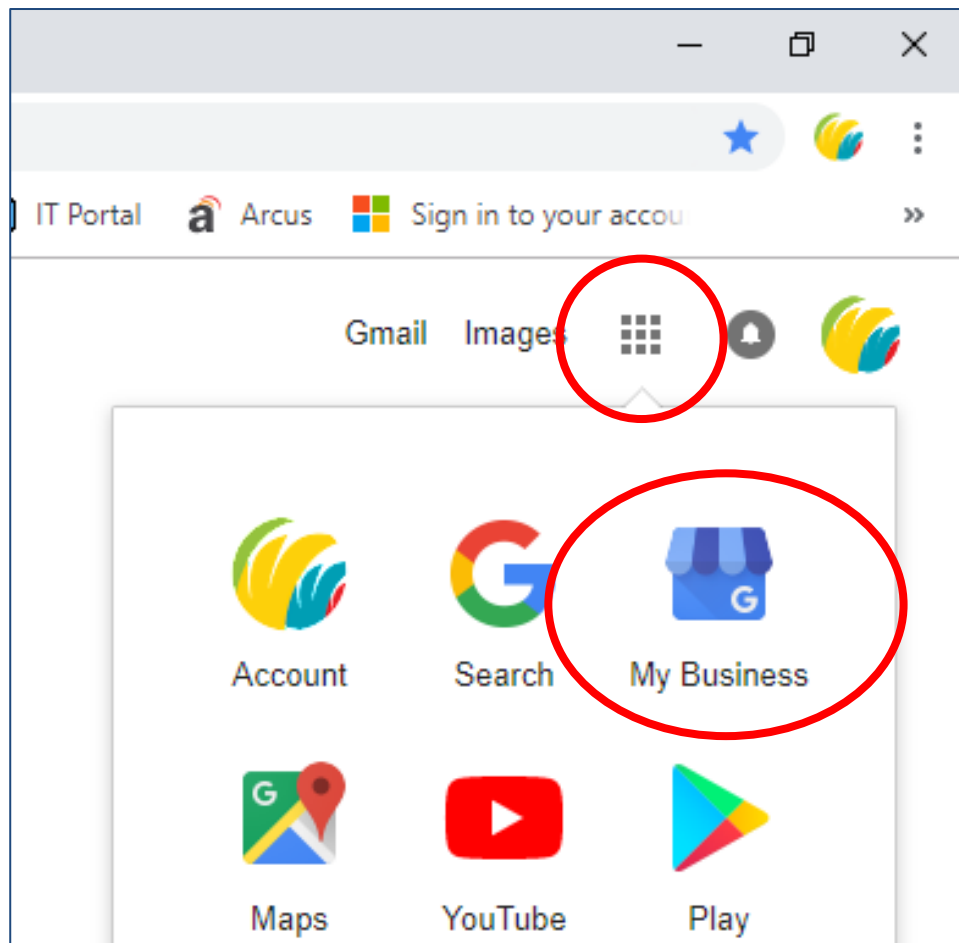 IT Portal Arcus Sign in to your accou
Gmail Images
Account Search My Business
Maps YouTube Play